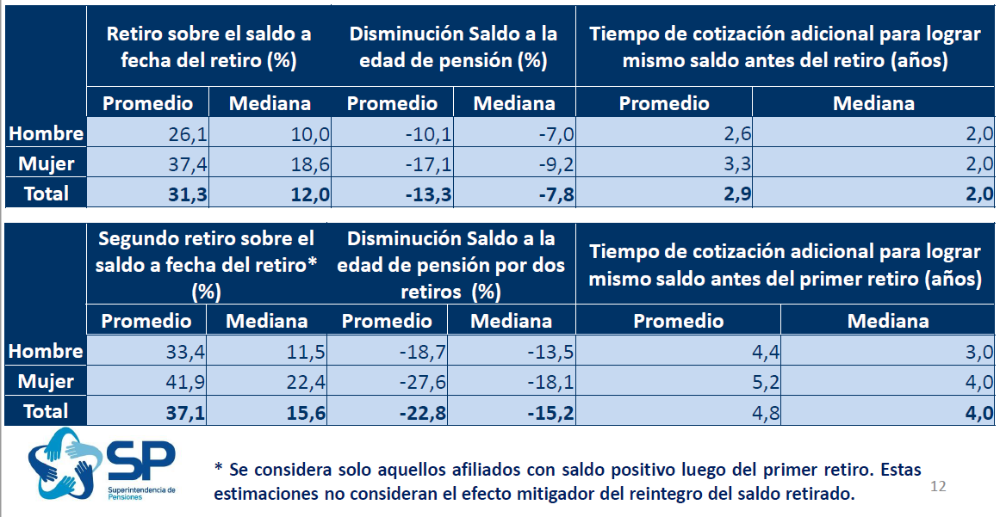 Retiro sobre el saldo a fecha del retiro (%) Disminución Saldo a la edad de pensión (%) Tiempo de cotización adicional para lograr mismo saldo antes del retiro (años)
Promedio Mediana Promedio Mediana Promedio Mediana
Hombre 26,1 10,0 -10,1 -7,0 2,6 2,0
Mujer 37,4 18,6 -17,1 -9,2 3,3 2,0
Total 31,3 12,0 -13,3 -7,8 2,9 2,0
Segundo retiro sobre el saldo a fecha del retiro* (%) Disminución Saldo a la edad de pensión por dos retiros (%) Tiempo de cotización adicional para lograr mismo saldo antes del primer retiro (años)
Promedio Mediana Promedio Mediana Promedio Mediana
Hombre 33,4 11,5 -18,7 -13,5 4,4 3,0
Mujer 41,9 22,4 -27,6 -18,1 5,2 4,0
Total 37,1 15,6 -22,8 -15,2 4,8 4,0
SP
Superintendencia de
Pensiones
* Se considera solo aquellos afiliados con saldo positivo luego del primer retiro. Estas
estimaciones no consideran el efecto mitigador del reintegro del saldo retirado.
12